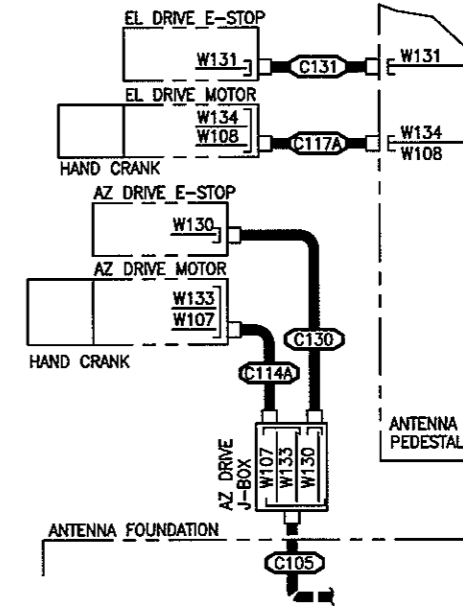 EL DRIVE E-STOP
W131
C131
W131
EL DRIVE MOTOR
W134
W108
C117A
W134
W108
HAND CRANK
AZ DRIVE E-STOP
W130
AZ DRIVE MOTOR
W133
W107
HAND CRANK
C130
C114A
AZ DRIVE
J-BOX
W107
W133
W130
ANTENNA
PEDESTAL
ANTENNA FOUNDATION
C105